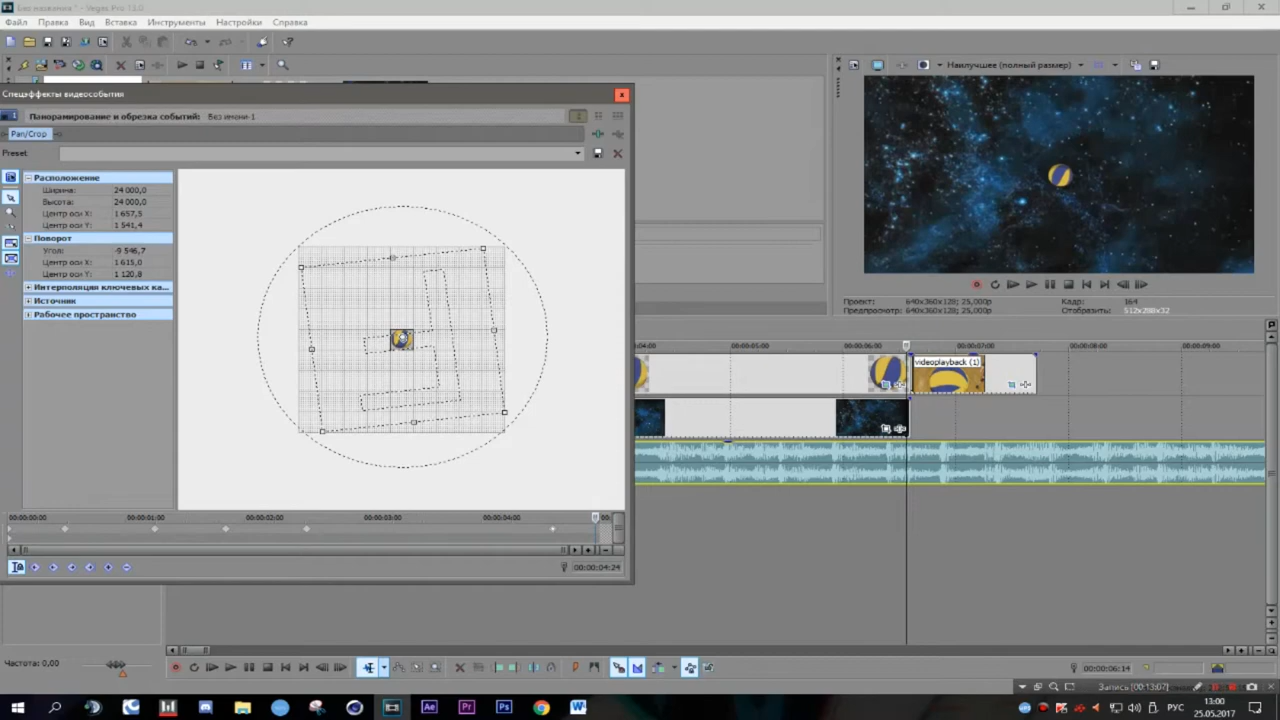 Без имени * - Vegas Pro 13.0
Файл Правка Вид Вставка Инструменты Настройки Справка
Наилучшее (полный размер)
Спецэффекты видеособытия
Панорамирование и обрезка событий: Без имени-1
Pan/Crop
Preset
Расположение
Ширина: 24 000,0
Высота: 24 000,0
Центр оси X: 1 657,5
Центр оси Y: 1 541,4
Поворот
Угол: -9 546,7
Центр оси X: 1 615,0
Центр оси Y: 1 120,8
Интерполяция ключевых ка...
Источник
Рабочее пространство
00:00:00:00 00:00:01:00 00:00:02:00 00:00:03:00 00:00:04:00 00:
00:00:04:24
Проект: 640x360x128; 25,000p Кадр: 164
Предпросмотр: 640x360x128; 25,000p Отобразить: 512x288x32
:04:00 00:00:05:00 00:00:06:00 00:00:07:00 00:00:08:00 00:00:09:00
videoplayback (1)
Частота: 0,00
00:00:06:14
Запись [00:13:07]
Ae Pr Ps
РУС
13:00
25.05.2017